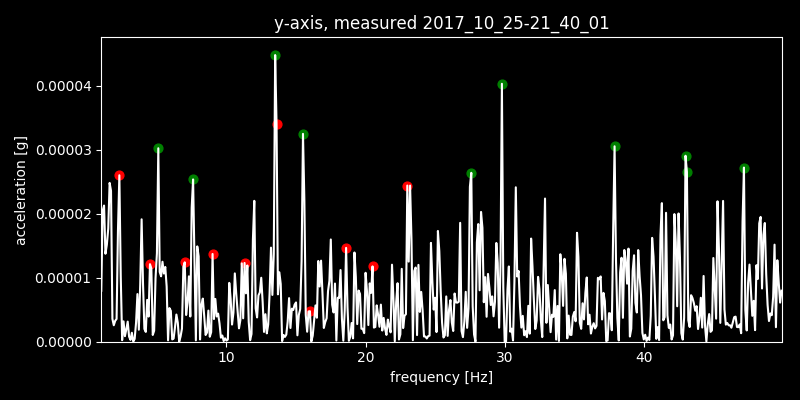 y-axis, measured 2017_10_25-21_40_01
acceleration [g]
0.00004
0.00003
0.00002
0.00001
0.00000
10 20 30 40
frequency [Hz]